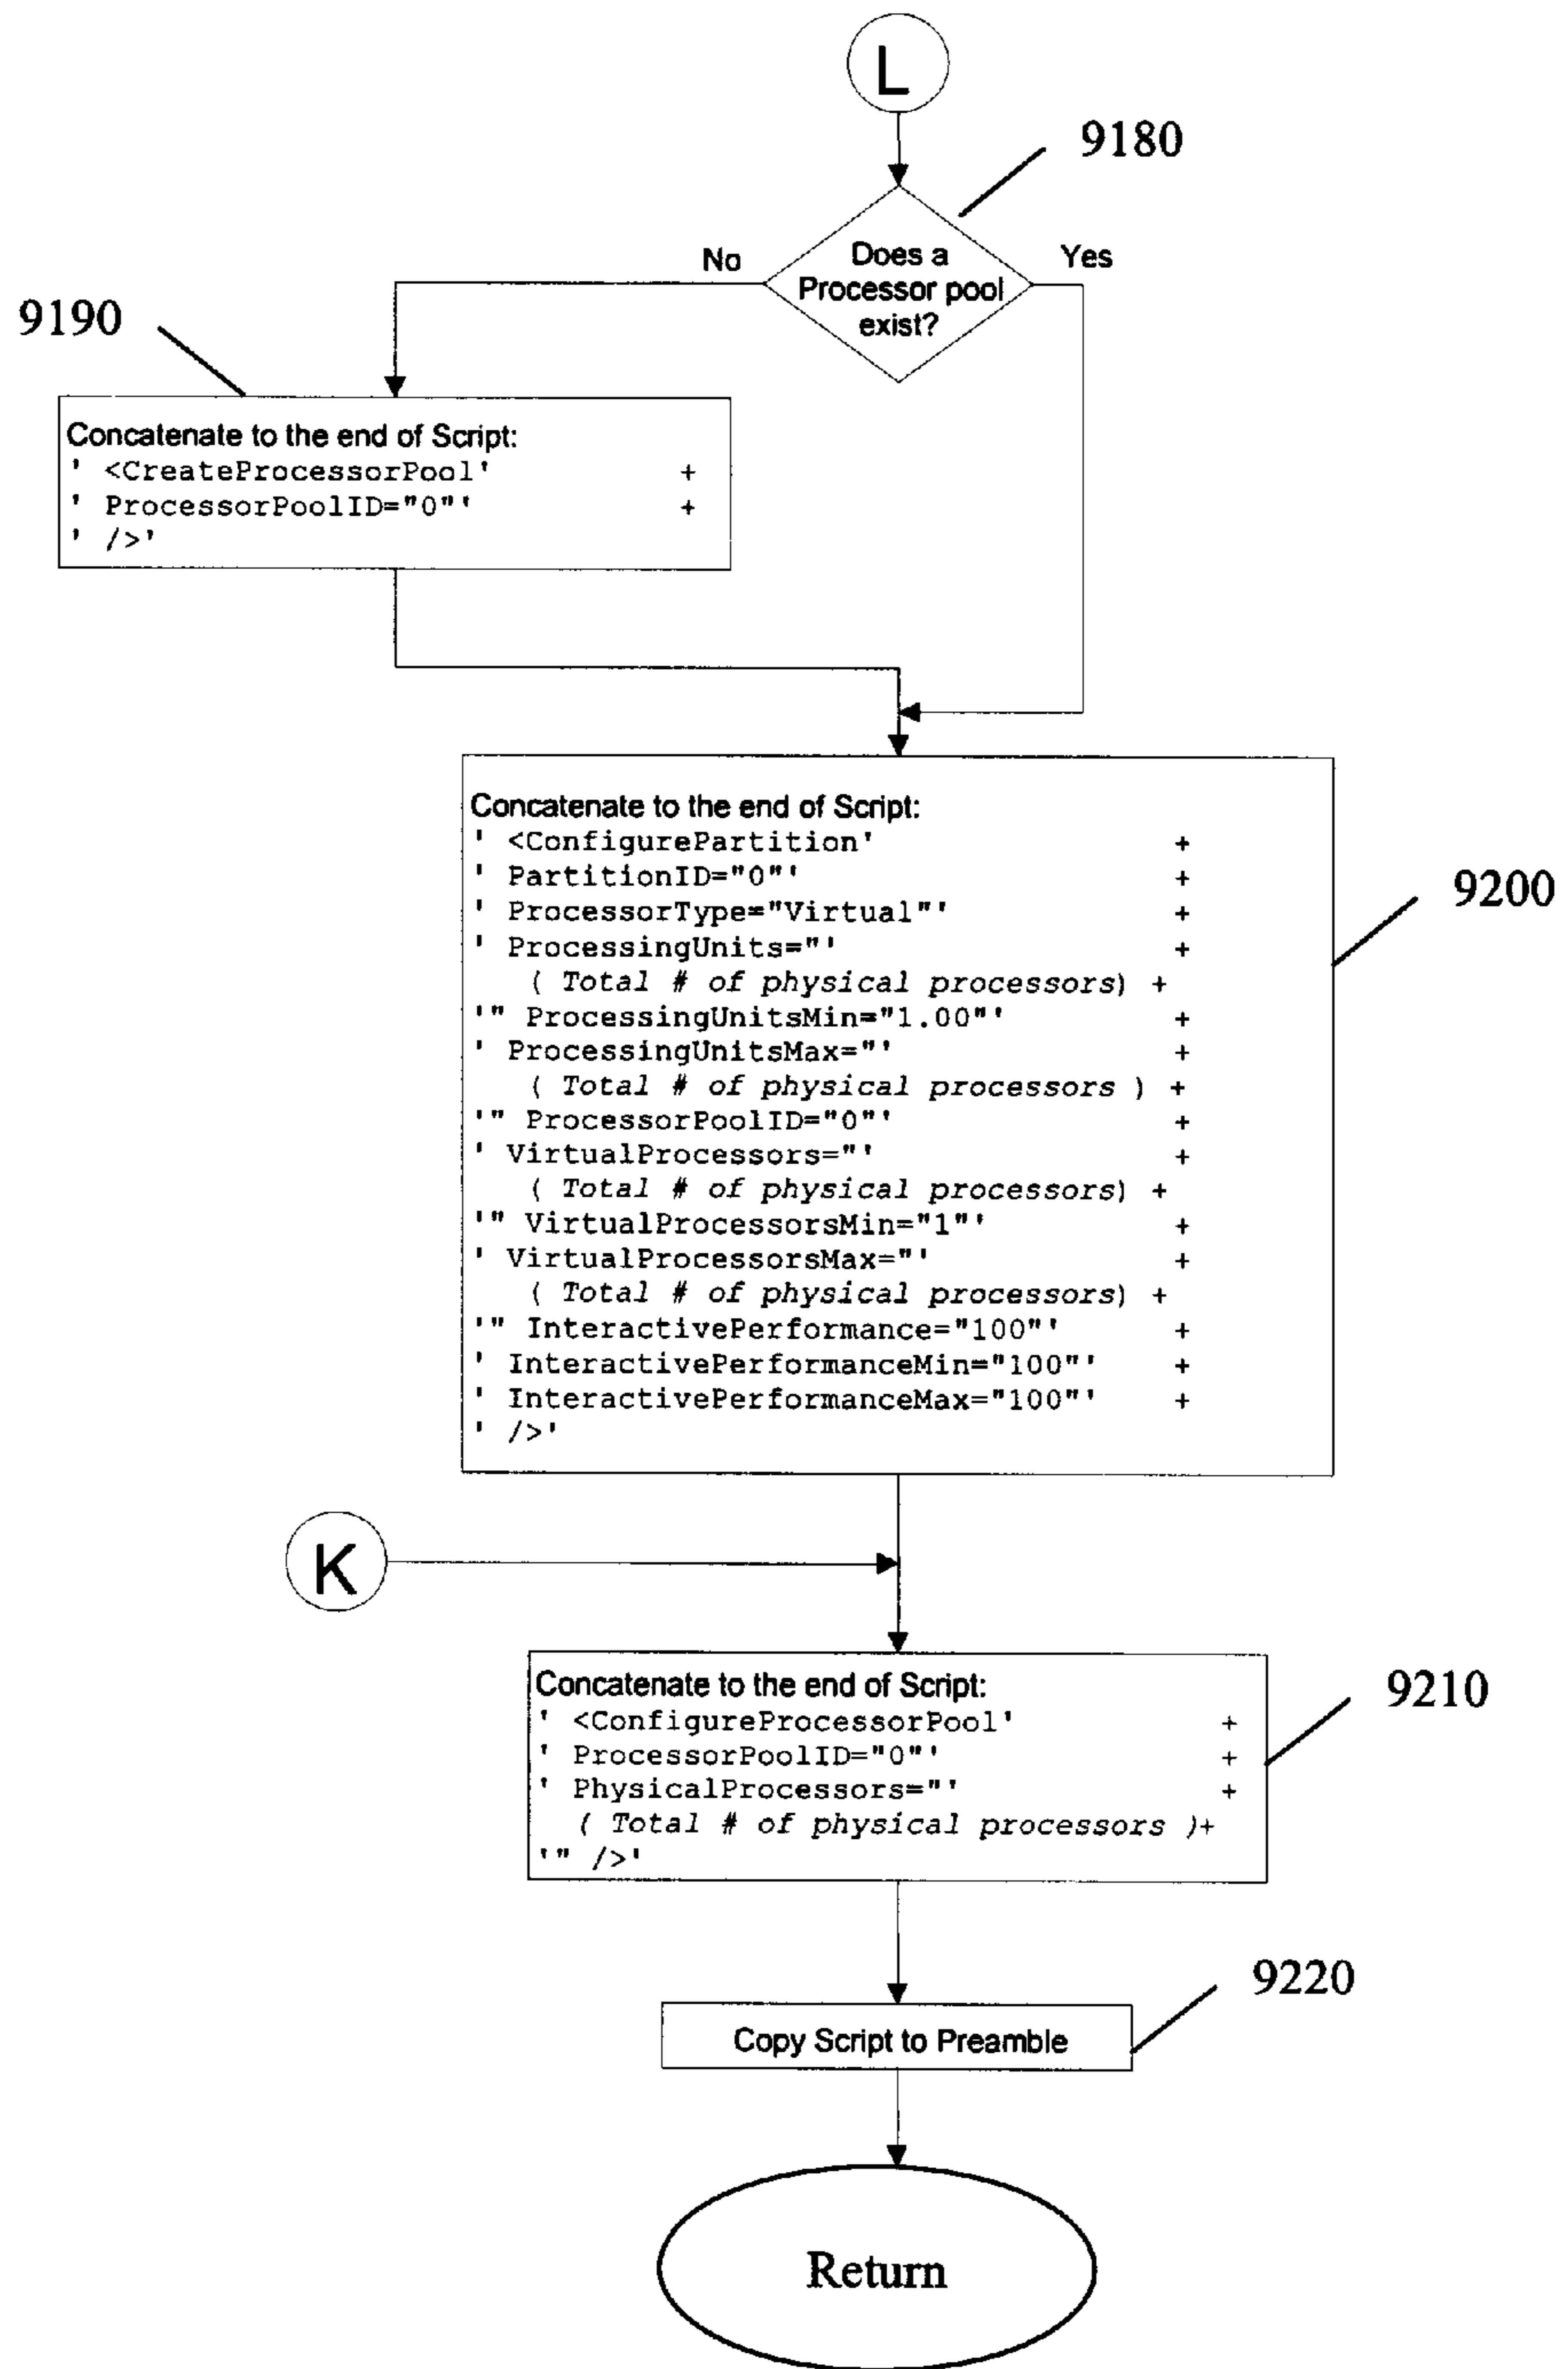 L
9180
No
Does a
Processor pool
exist?
Yes
9190
Concatenate to the end of Script:
' <CreateProcessorPool' +
' ProcessorPoolID="0"' +
' />'
Concatenate to the end of Script:
' <ConfigurePartition' +
' PartitionID="0"' +
' ProcessorType="Virtual"' +
' ProcessingUnits="' +
( Total # of physical processors) +
'" ProcessingUnitsMin="1.00"' +
' ProcessingUnitsMax="' +
( Total # of physical processors ) +
'" ProcessorPoolID="0"' +
' VirtualProcessors="' +
( Total # of physical processors) +
'" VirtualProcessorsMin="1"' +
' VirtualProcessorsMax="' +
( Total # of physical processors) +
'" InteractivePerformance="100"' +
' InteractivePerformanceMin="100"' +
' InteractivePerformanceMax="100"' +
' />'
9200
K
Concatenate to the end of Script:
' <ConfigureProcessorPool' +
' ProcessorPoolID="0"' +
' PhysicalProcessors="' +
( Total # of physical processors )+
'" />'
9210
9220
Copy Script to Preamble
Return